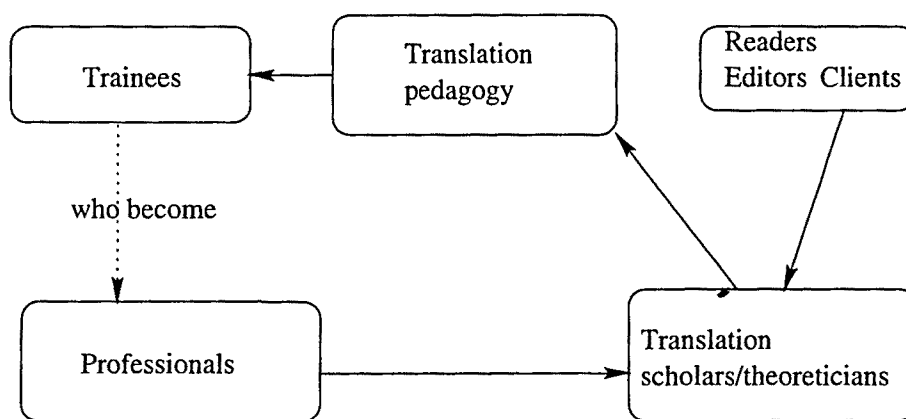 Trainees
Translation
pedagogy
Readers
Editors Clients
who become
Professionals
Translation
scholars/theoreticians